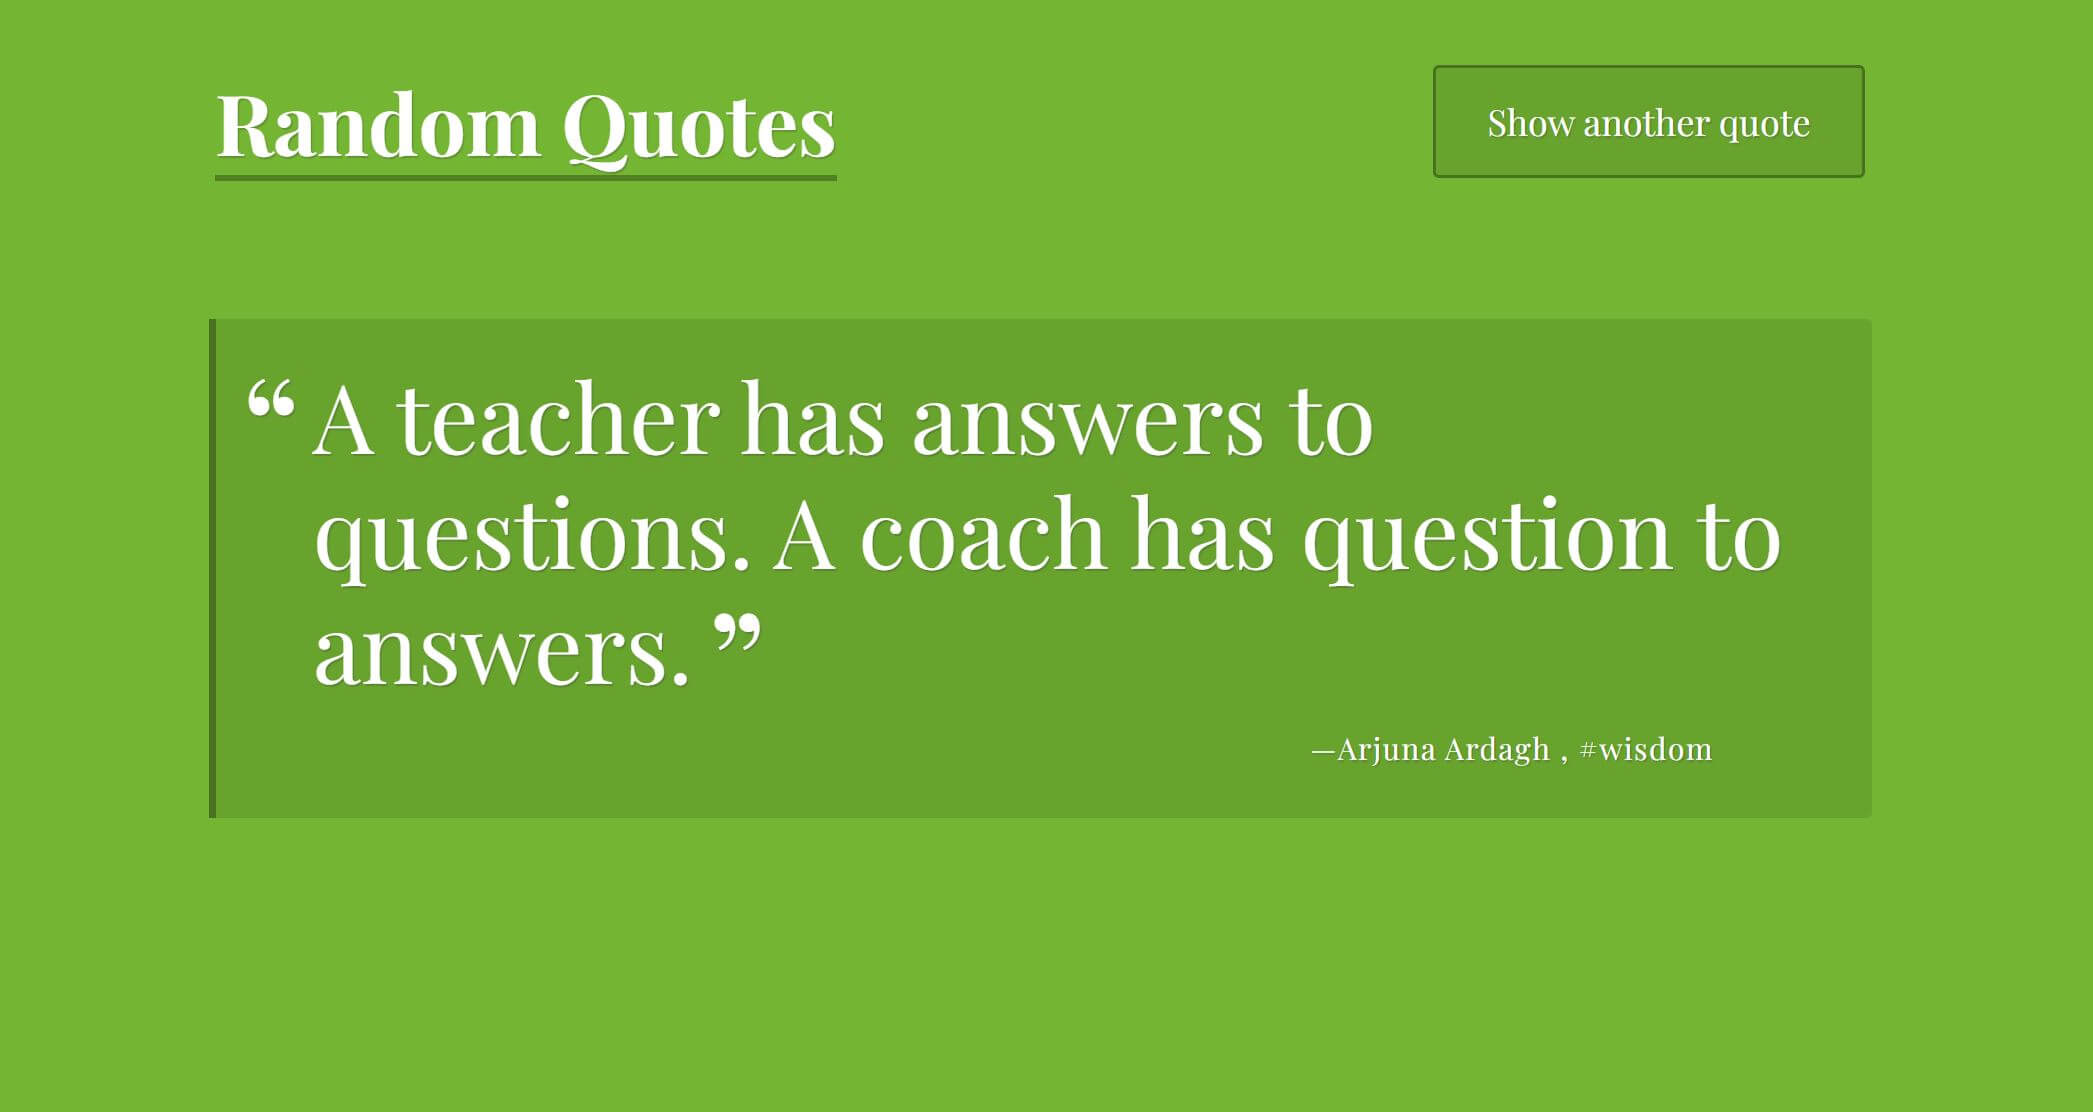 Random Quotes
Show another quote
“ A teacher has answers to
questions. A coach has question to
answers. ”
—Arjuna Ardagh , #wisdom